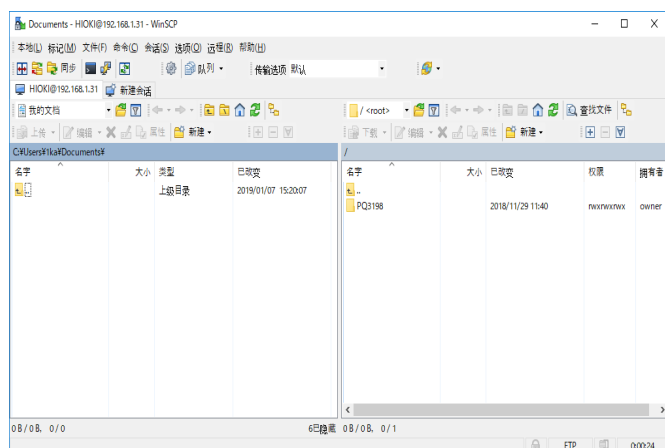 Documents - HIOKI@192.168.1.31 - WinSCP
本地(L) 标记(M) 文件(F) 命令(C) 会话(S) 选项(O) 远程(R) 帮助(H)
同步 队列 传输选项 默认
HIOKI@192.168.1.31 新建会话
我的文档
上传 编辑 属性 新建
C:¥Users¥1ka¥Documents¥
名字 大小 类型 已改变
.. 上级目录 2019/01/07 15:20:07
/ <root> 查找文件
下载 编辑 属性 新建
/
名字 大小 已改变 权限 拥有者
..
PQ3198 2018/11/29 11:40 rwxrwxrwx owner
0 B / 0 B, 0 / 0 6已隐藏 0 B / 0 B, 0 / 1
FTP 0:00:24